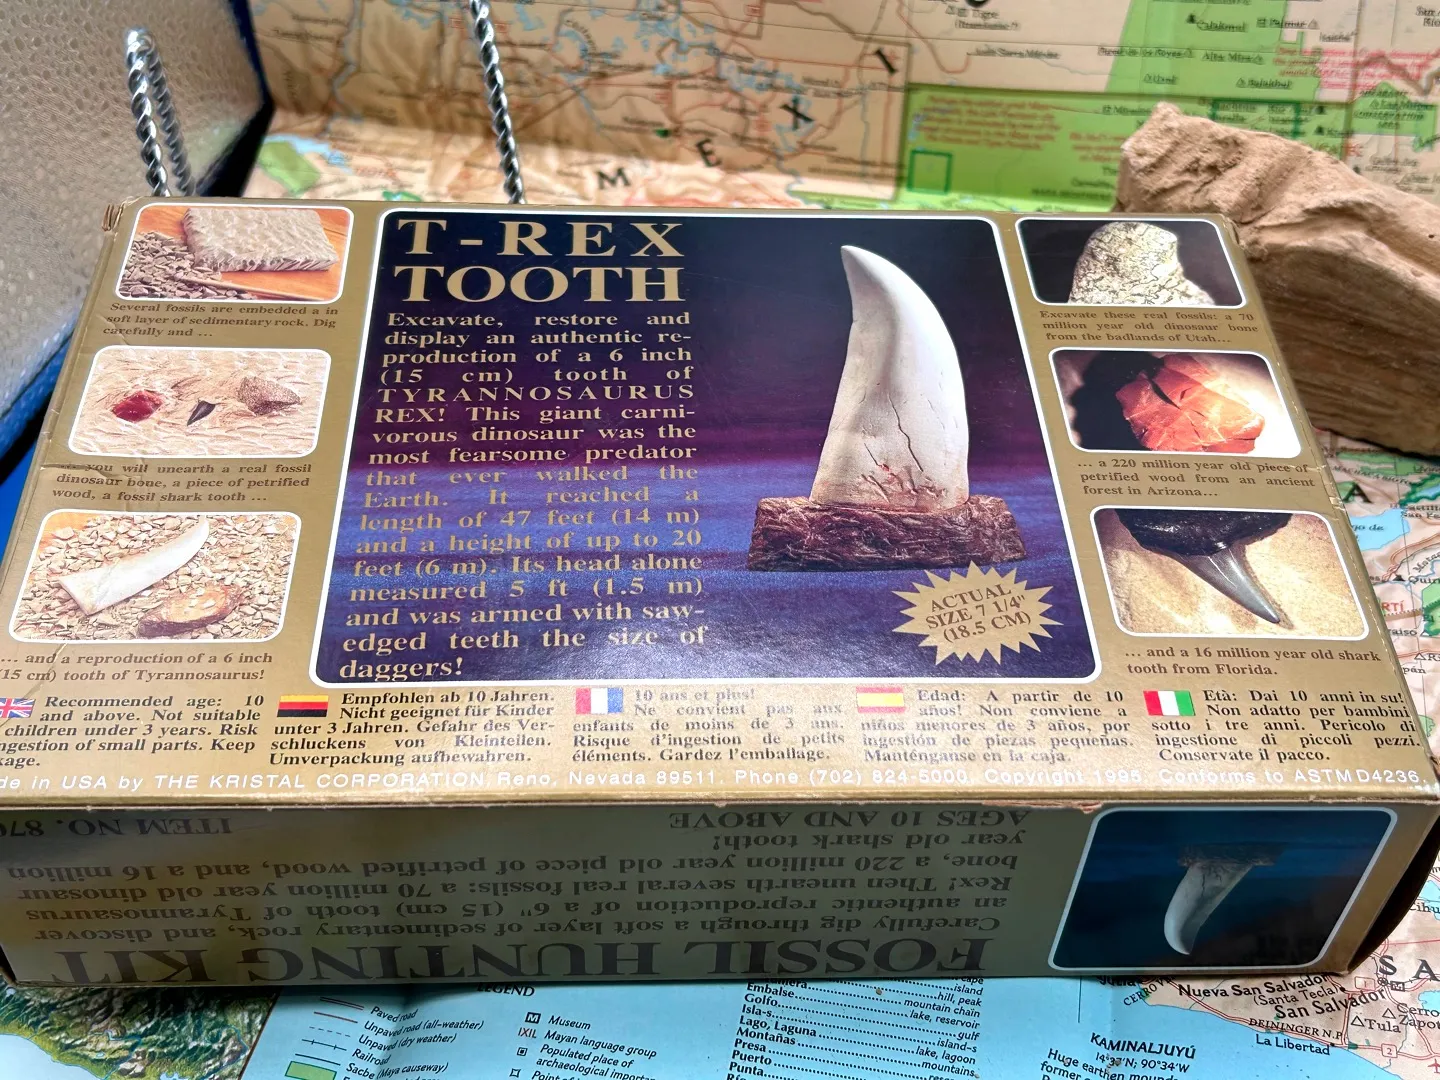 M E X I
T-REX
TOOTH
Excavate, restore and
display an authentic re-
production of a 6 inch
(15 cm) tooth of
TYRANNOSAURUS
REX! This giant carni-
vorous dinosaur was the
most fearsome predator
that ever walked the
Earth. It reached a
length of 47 feet (14 m)
and a height of up to 20
feet (6 m). Its head alone
measured 5 ft (1.5 m)
and was armed with saw-
edged teeth the size of
daggers!
ACTUAL
SIZE 7 1/4"
(18.5 CM)
Several fossils are embedded a in
soft layer of sedimentary rock. Dig
carefully and ...
you will unearth a real fossil
dinosaur bone, a piece of petrified
wood, a fossil shark tooth ...
... and a reproduction of a 6 inch
(15 cm) tooth of Tyrannosaurus!
Excavate these real fossils: a 70
million year old dinosaur bone
from the badlands of Utah...
... a 220 million year old piece of
petrified wood from an ancient
forest in Arizona...
... and a 16 million year old shark
tooth from Florida.
Recommended age: 10
and above. Not suitable
children under 3 years. Risk
ngestion of small parts. Keep
kage.
Empfohlen ab 10 Jahren.
Nicht geeignet für Kinder
unter 3 Jahren. Gefahr des Ver-
schluckens von Kleinteilen.
Umverpackung aufbewahren.
10 ans et plus!
Ne convient pas aux
enfants de moins de 3 ans.
Risque d'ingestion de petits
éléments. Gardez l'emballage.
Edad: A partir de 10
años! Non conviene a
niños menores de 3 años, por
ingestión de piezas pequeñas.
Manténganse en la caja.
Età: Dai 10 anni in su!
Non adatto per bambini
sotto i tre anni. Pericolo di
ingestione di piccoli pezzi.
Conservate il pacco.
de in USA by THE KRISTAL CORPORATION, Reno, Nevada 89511. Phone (702) 824-5000. Copyright 1995. Conforms to ASTM D4236.
FOSSIL HUNTING KIT
Carefully dig through a soft layer of sedimentary rock, and discover
an authentic reproduction of a 6" (15 cm) tooth of Tyrannosaurus
Rex! Then unearth several real fossils: a 70 million year old dinosaur
bone, a 220 million year old piece of petrified wood, and a 16 million
year old shark tooth!
AGES 10 AND ABOVE
ITEM NO. 870
LEGEND
Paved road
Unpaved road (all-weather)
Unpaved road (dry weather)
Railroad
Sacbe (Maya causeway)
M Museum
IXIL Mayan language group
Populated place of
archaeological importa
island
hill, peak
Embalse mountain chain
Golfo lake, reservoir
Isla-s gulf
Lago, Laguna island-s
Montañas lake, lagoon
Presa mountains
Puerto
Punta
KAMINALJUYÚ
14°37'N, 90°34'W
Huge earthen mounds
former
Nueva San Salvador
(Santa Tecla)
San Salvador
DEININGER N.P.
La Libertad
Tula
Cerro
Zapot
S A